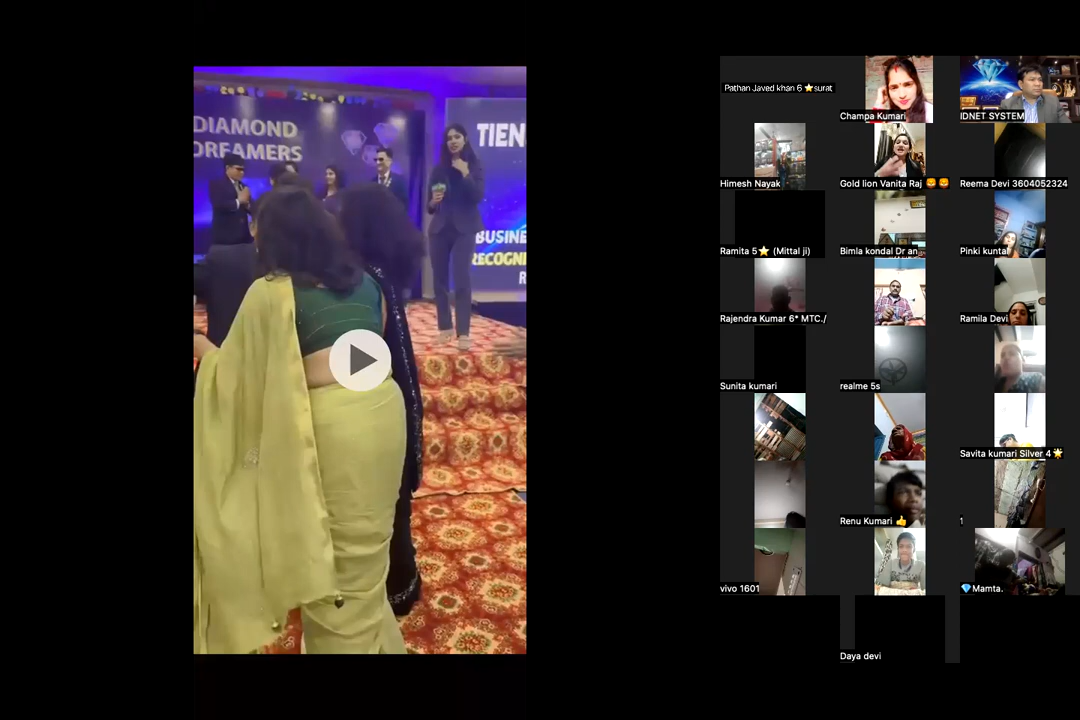 DIAMOND
DREAMERS
TIEN
BUSINE
RECOGNI
R
Pathan Javed khan 6 ⭐surat
Champa Kumari
IDNET SYSTEM
Himesh Nayak
Gold lion Vanita Raj 🦁🦁
Reema Devi 3604052324
Ramita 5⭐ (Mittal ji)
Bimla kondal Dr an
Pinki kuntal
Rajendra Kumar 6* MTC./
Ramila Devi
Sunita kumari
realme 5s
Savita kumari Silver 4🌟
Renu Kumari 👍
1
vivo 1601
💎Mamta.
Daya devi